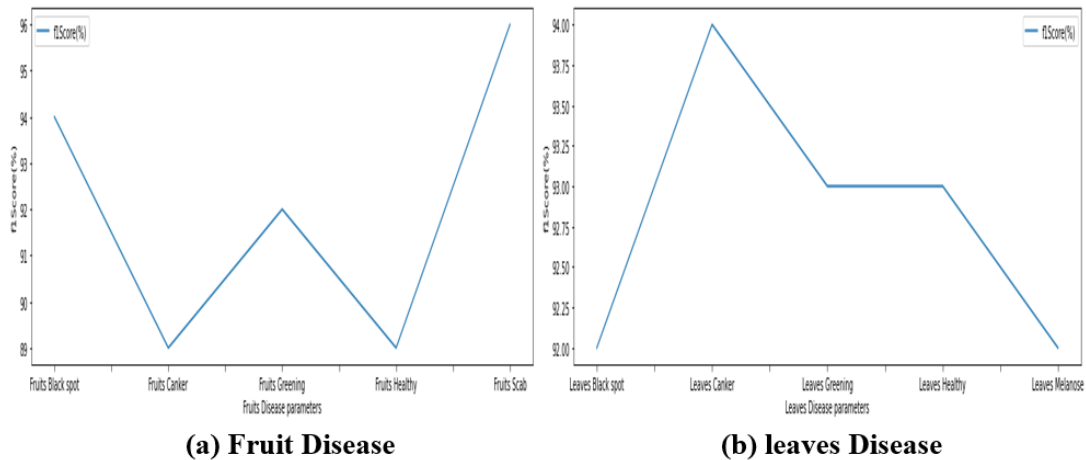 f1Score(%)
96
95
94
93
92
91
90
89
f1Score(%)
Fruits Black spot Fruits Canker Fruits Greening Fruits Healthy Fruits Scab
Fruits Disease parameters
(a) Fruit Disease
f1Score(%)
94.00
93.75
93.50
93.25
93.00
92.75
92.50
92.25
92.00
f1Score(%)
Leaves Black spot Leaves Canker Leaves Greening Leaves Healthy Leaves Melanose
Leaves Disease parameters
(b) leaves Disease